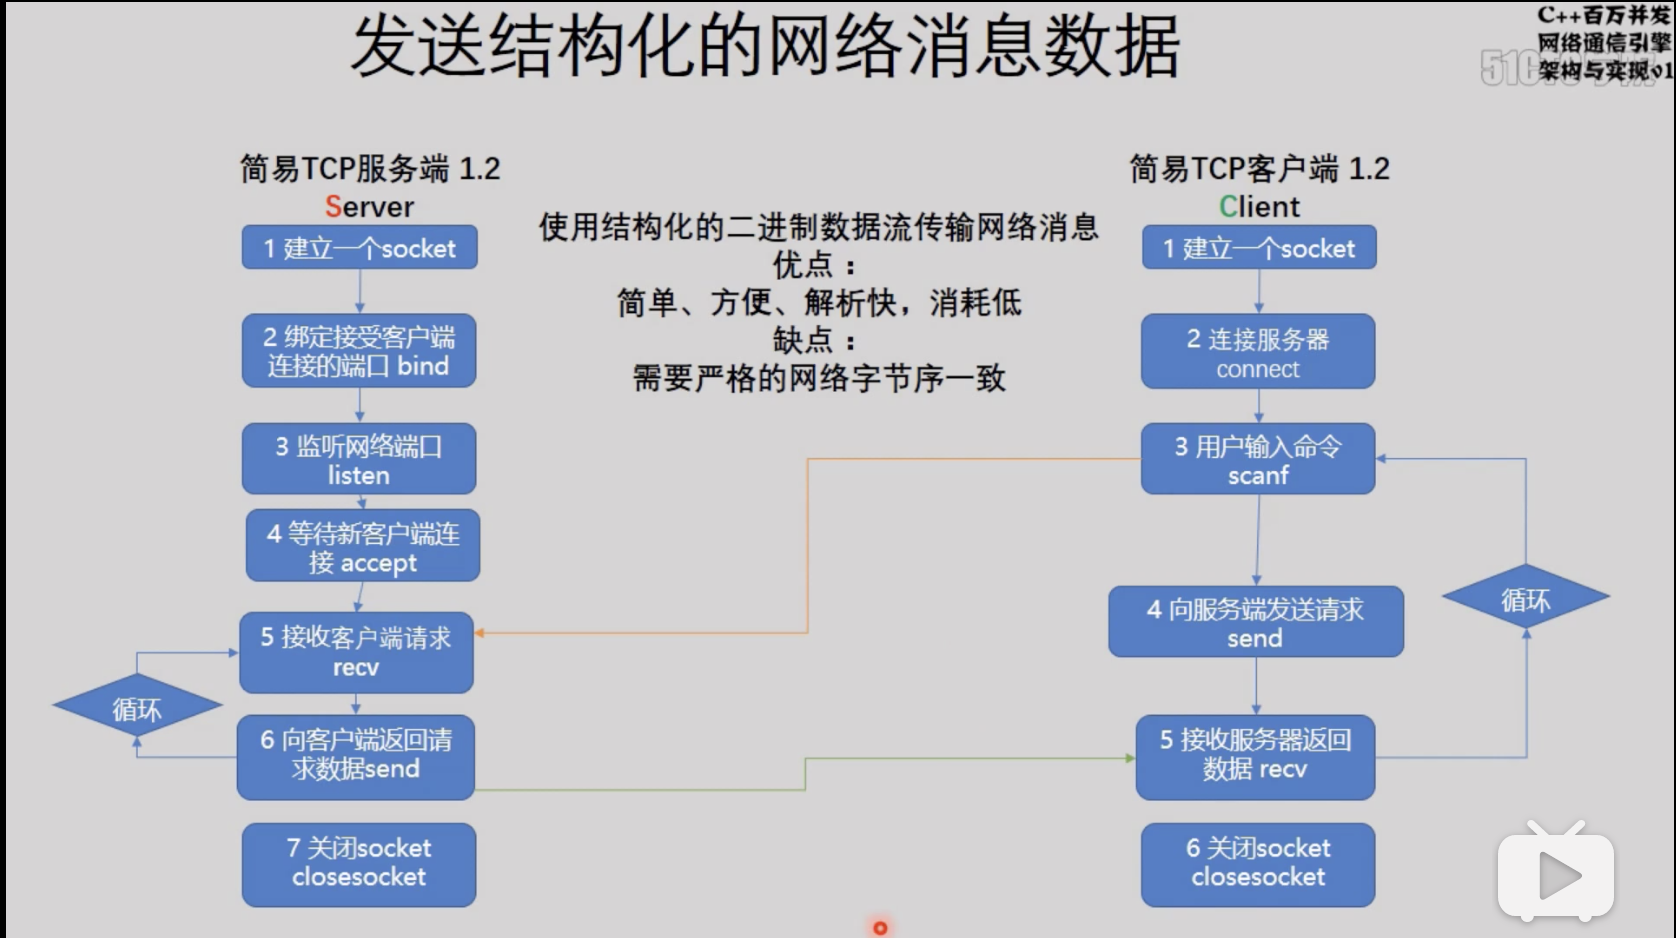 发送结构化的网络消息数据
C++百万并发
网络通信引擎
架构与实现01
简易TCP服务端 1.2
Server
1 建立一个socket
2 绑定接受客户端
连接的端口 bind
3 监听网络端口
listen
4 等待新客户端连
接 accept
5 接收客户端请求
recv
循环
6 向客户端返回请
求数据send
7 关闭socket
closesocket
使用结构化的二进制数据流传输网络消息
优点：
简单、方便、解析快，消耗低
缺点：
需要严格的网络字节序一致
简易TCP客户端 1.2
Client
1 建立一个socket
2 连接服务器
connect
3 用户输入命令
scanf
4 向服务端发送请求
send
循环
5 接收服务器返回
数据 recv
6 关闭socket
closesocket